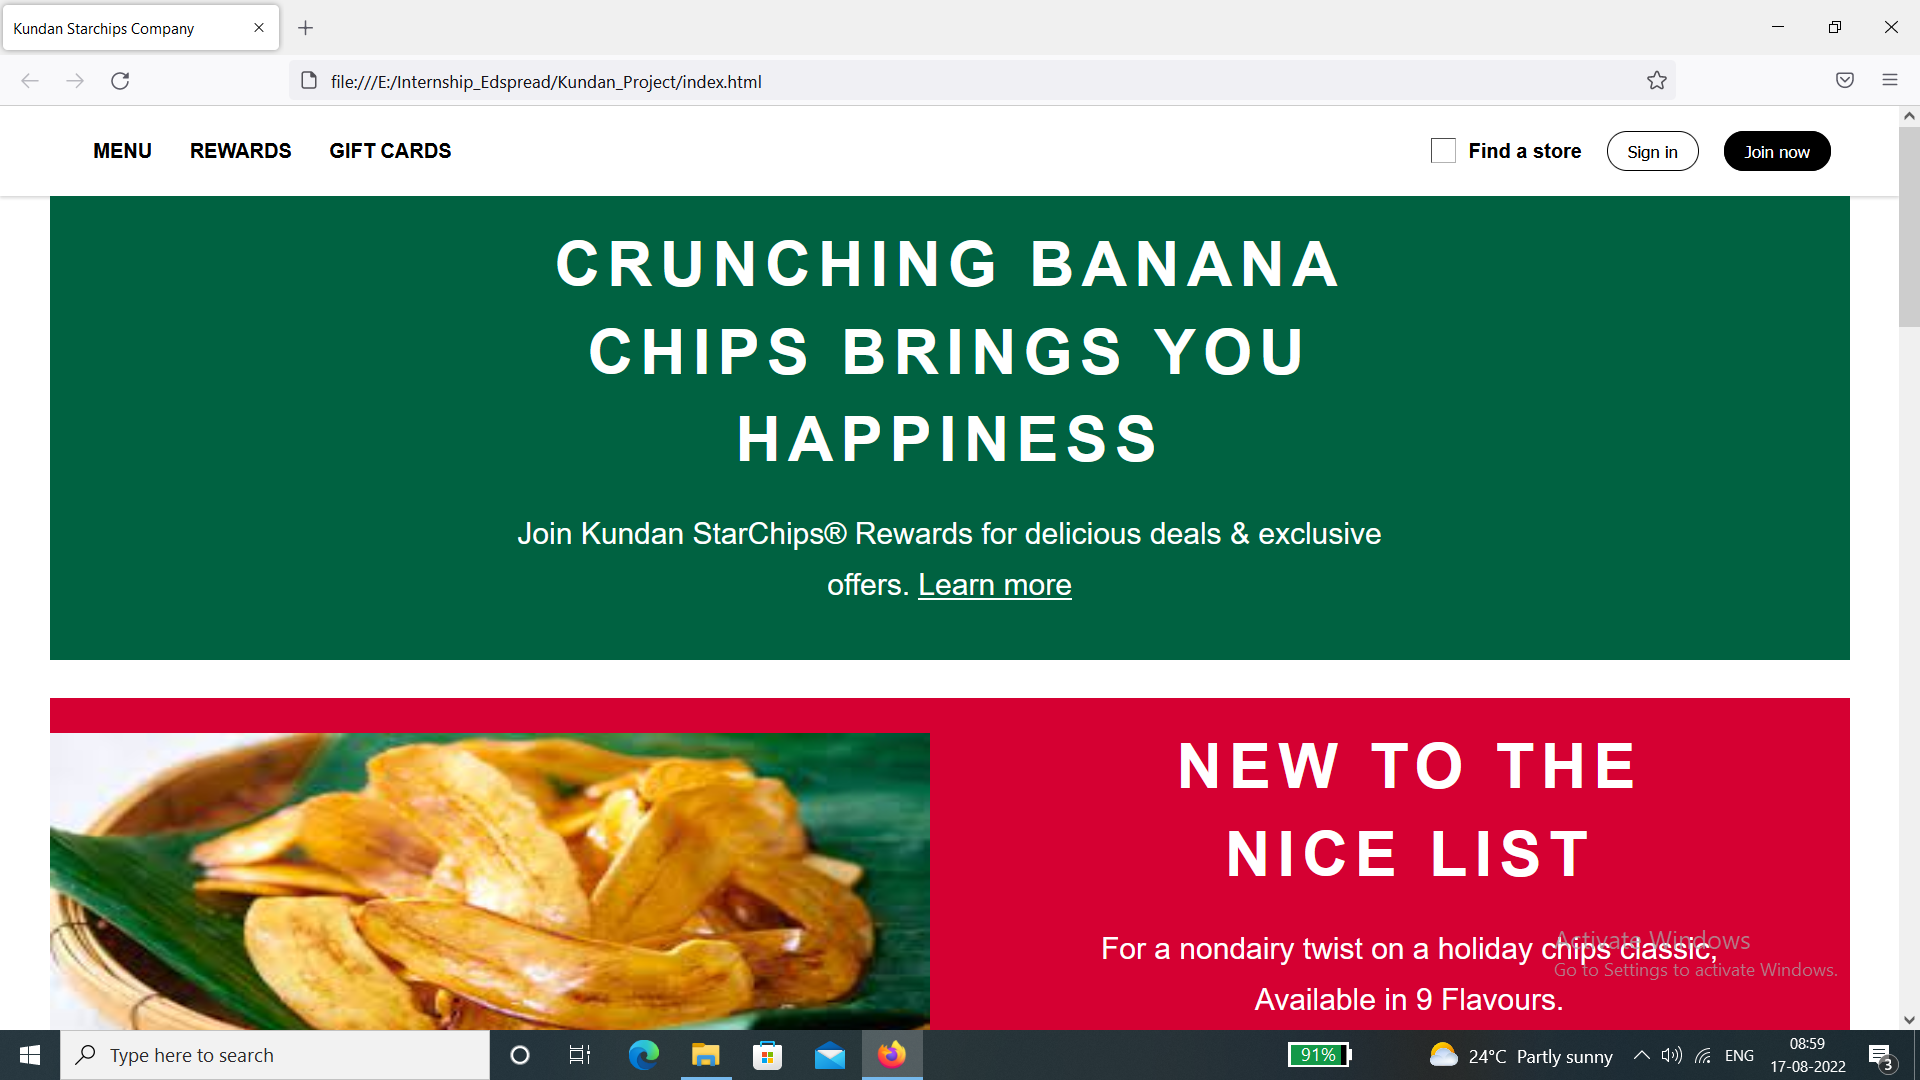 Kundan Starchips Company
file:///E:/Internship_Edspread/Kundan_Project/index.html
MENU REWARDS GIFT CARDS Find a store Sign in Join now
CRUNCHING BANANA
CHIPS BRINGS YOU
HAPPINESS
Join Kundan StarChips® Rewards for delicious deals & exclusive
offers. Learn more
NEW TO THE
NICE LIST
For a nondairy twist on a holiday chips classic,
Available in 9 Flavours.
Activate Windows
Go to Settings to activate Windows.
Type here to search
91%
24°C Partly sunny
ENG
08:59
17-08-2022
3